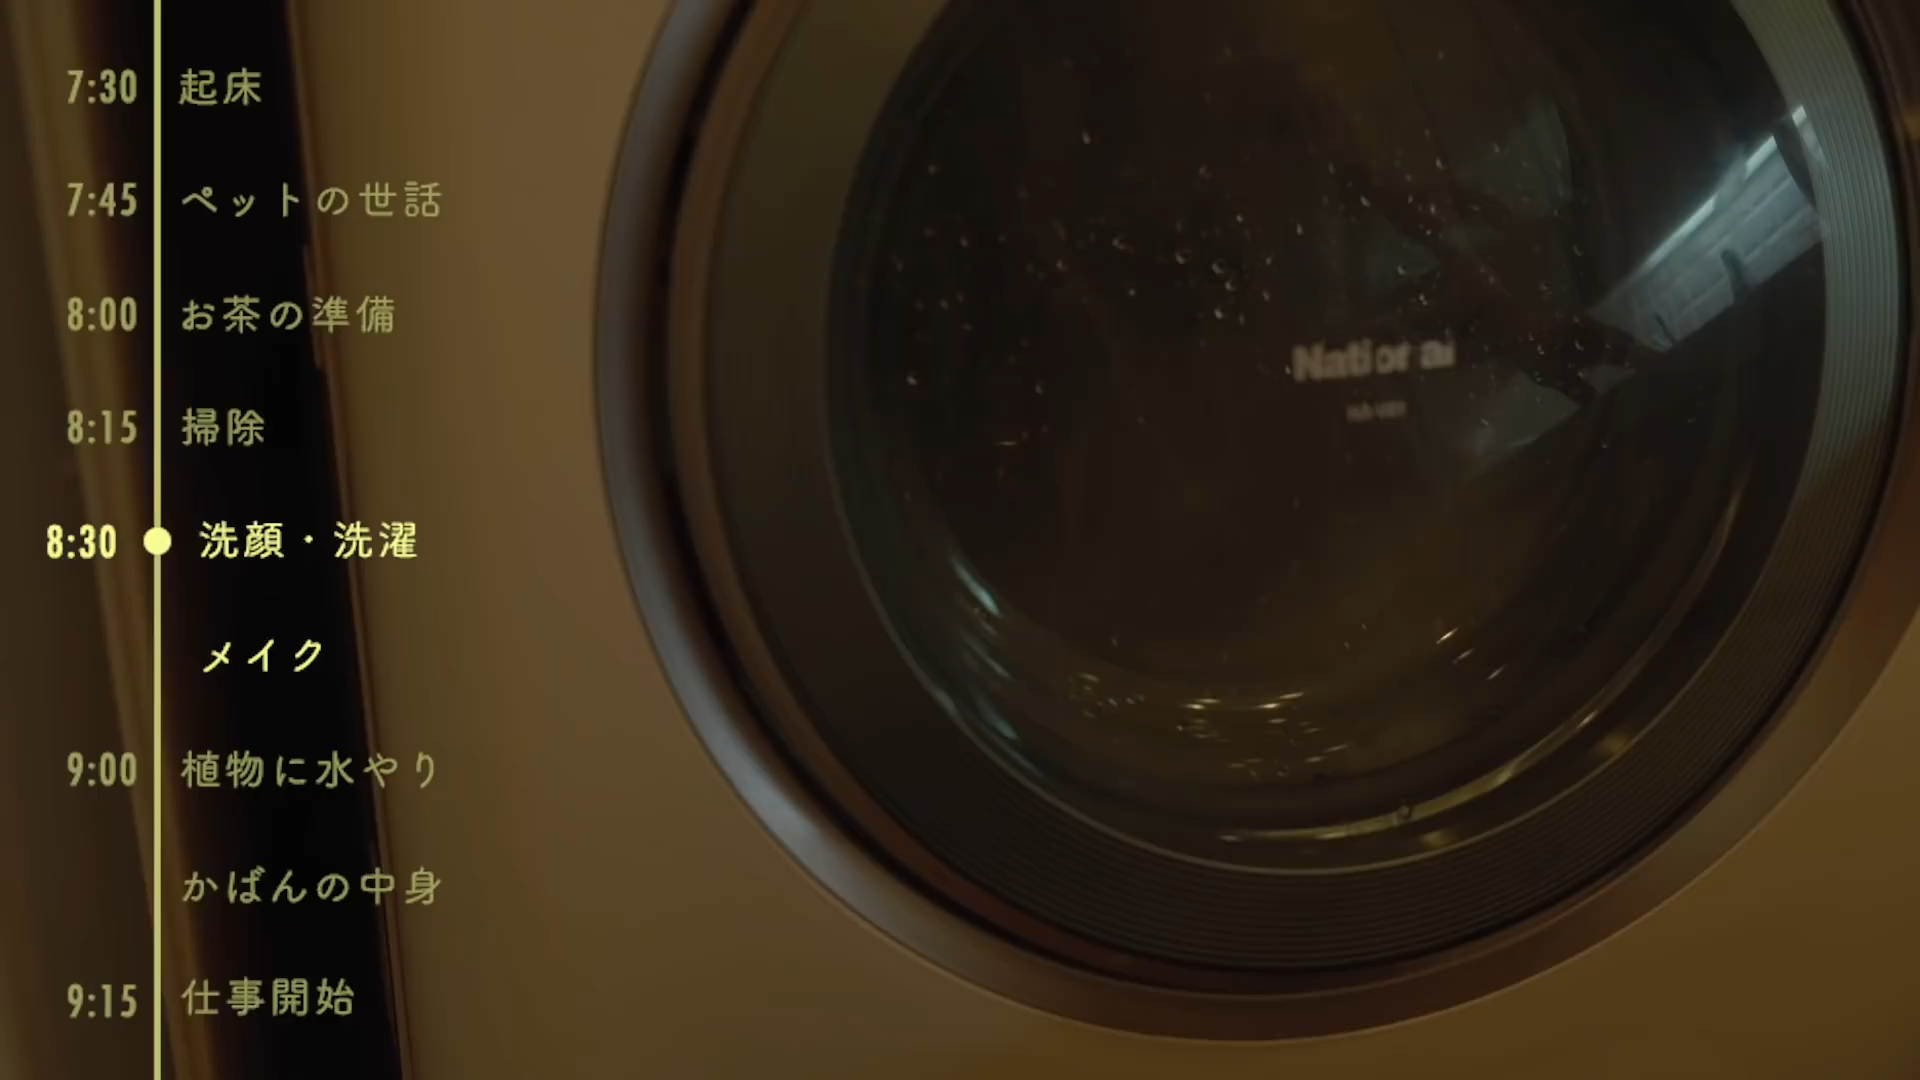 7:30 起床
7:45 ペットの世話
8:00 お茶の準備
8:15 掃除
8:30 洗顔・洗濯
メイク
9:00 植物に水やり
かばんの中身
9:15 仕事開始
National